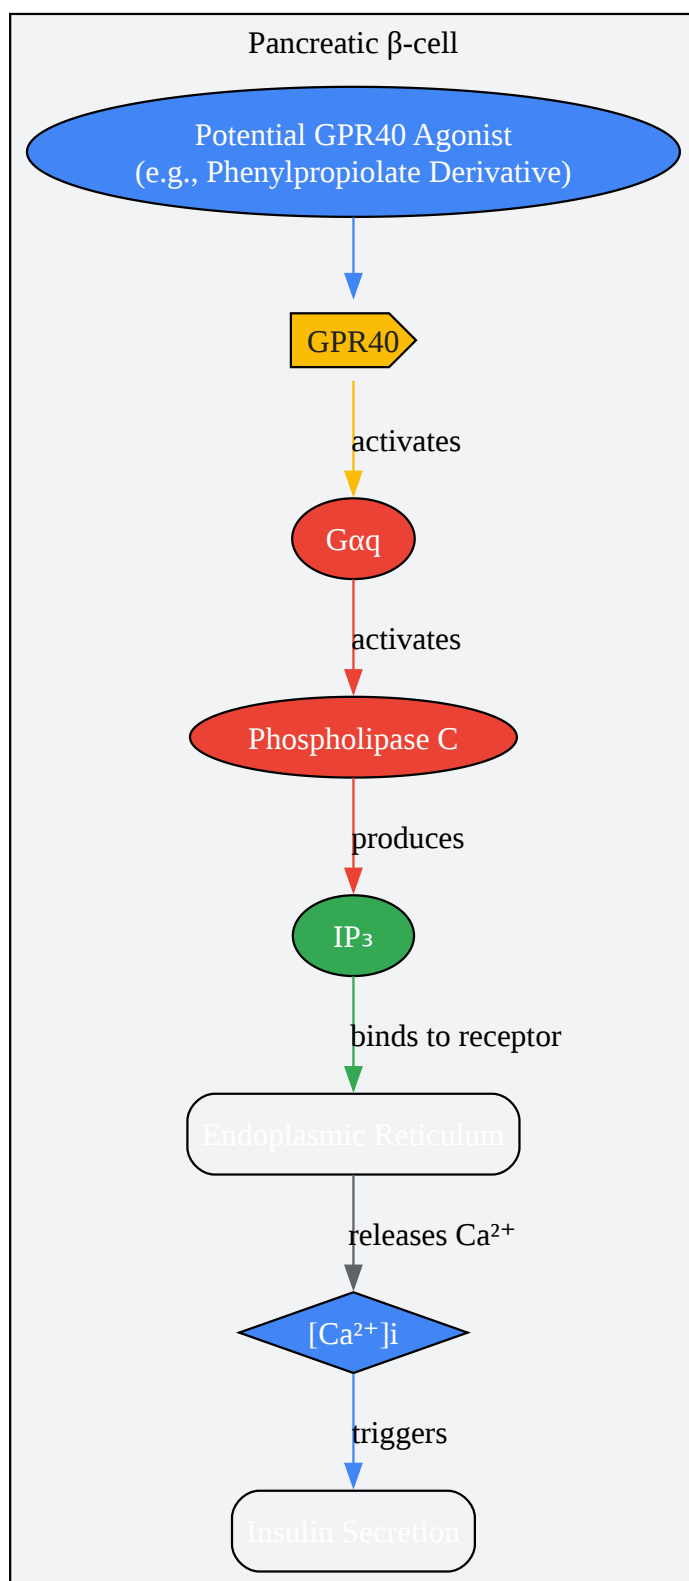 Pancreatic β-cell
Potential GPR40 Agonist
(e.g., Phenylpropiolate Derivative)
GPR40
activates
Gαq
activates
Phospholipase C
produces
IP₃
binds to receptor
Endoplasmic Reticulum
releases Ca²⁺
[Ca²⁺]i
triggers
Insulin Secretion